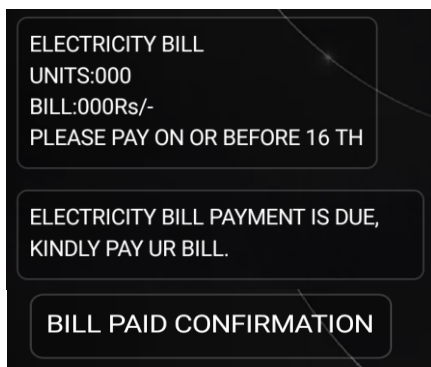 ELECTRICITY BILL
UNITS:000
BILL:000Rs/-
PLEASE PAY ON OR BEFORE 16 TH
ELECTRICITY BILL PAYMENT IS DUE,
KINDLY PAY UR BILL.
BILL PAID CONFIRMATION